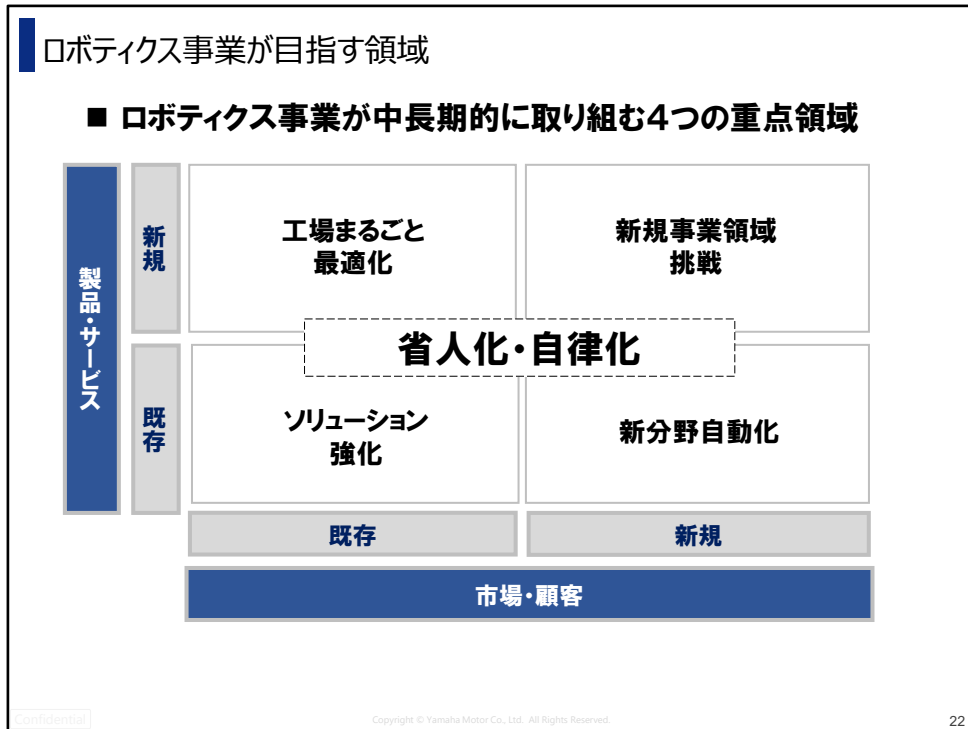 ロボティクス事業が目指す領域
■ ロボティクス事業が中長期的に取り組む4つの重点領域
製品・サービス
新規
工場まるごと
最適化
新規事業領域
挑戦
省人化・自律化
既存
ソリューション
強化
新分野自動化
既存
新規
市場・顧客
Confidential
Copyright © Yamaha Motor Co., Ltd. All Rights Reserved.
22